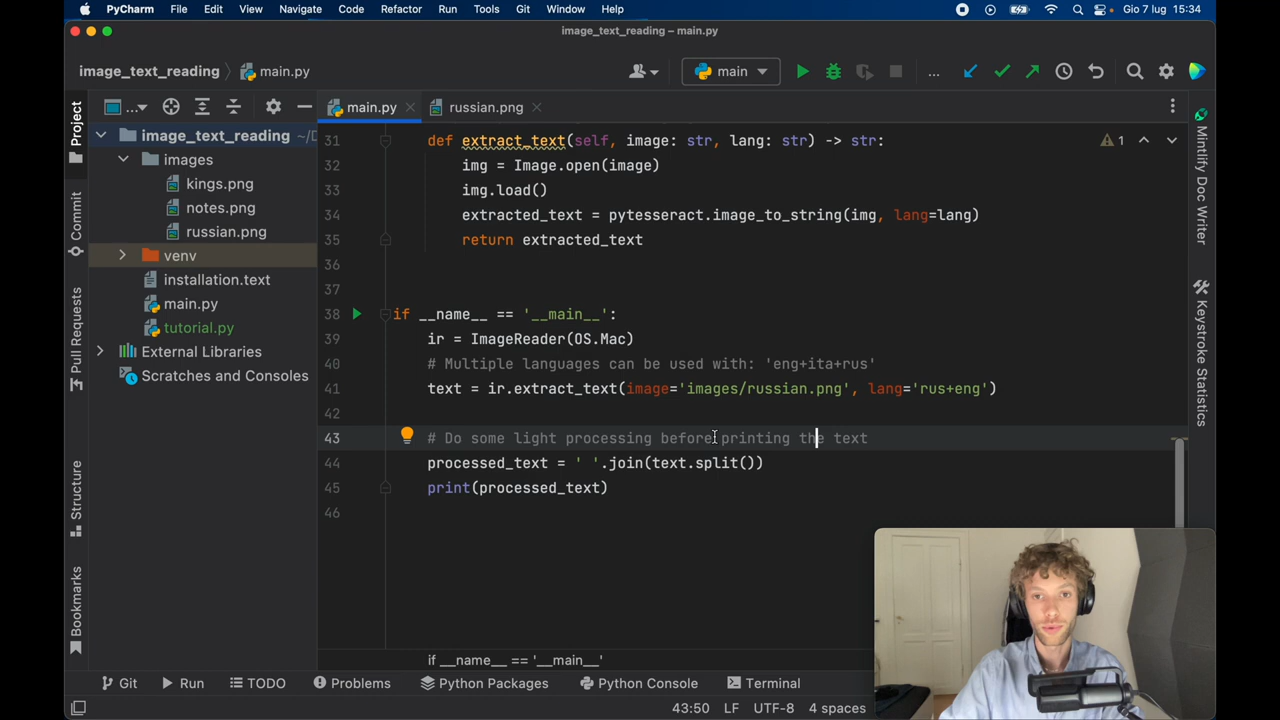 PyCharm File Edit View Navigate Code Refactor Run Tools Git Window Help Gio 7 lug 15:34
image_text_reading – main.py
image_text_reading main.py main ...
... main.py russian.png
Project
Commit
Pull Requests
Structure
Bookmarks
image_text_reading ~/D
images
kings.png
notes.png
russian.png
venv
installation.text
main.py
tutorial.py
External Libraries
Scratches and Consoles
31 def extract_text(self, image: str, lang: str) -> str:
32 img = Image.open(image)
33 img.load()
34 extracted_text = pytesseract.image_to_string(img, lang=lang)
35 return extracted_text
36
37
38 if __name__ == '__main__':
39 ir = ImageReader(OS.Mac)
40 # Multiple languages can be used with: 'eng+ita+rus'
41 text = ir.extract_text(image='images/russian.png', lang='rus+eng')
42
43 # Do some light processing before printing the text
44 processed_text = ' '.join(text.split())
45 print(processed_text)
46
1
Mintlify Doc Writer
Keystroke Statistics
if __name__ == '__main__'
Git Run TODO Problems Python Packages Python Console Terminal
43:50 LF UTF-8 4 spaces